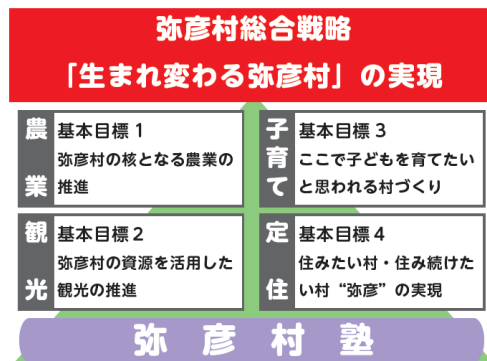 弥彦村総合戦略
「生まれ変わる弥彦村」の実現
農業
基本目標1
弥彦村の核となる農業の
推進
子育て
基本目標3
ここで子どもを育てたい
と思われる村づくり
観光
基本目標2
弥彦村の資源を活用した
観光の推進
定住
基本目標4
住みたい村・住み続けた
い村“弥彦”の実現
弥彦村塾